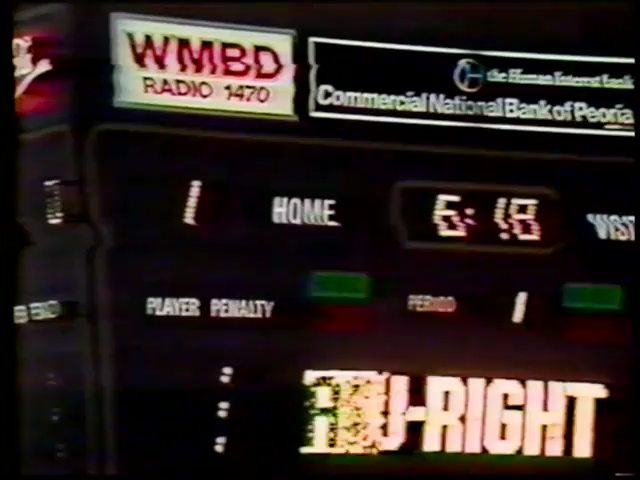 WMBD
RADIO 1470
the Human Interest Bank
Commercial National Bank of Peoria
1 HOME 6:18 VISI
PLAYER PENALTY PERIOD 1
U-RIGHT